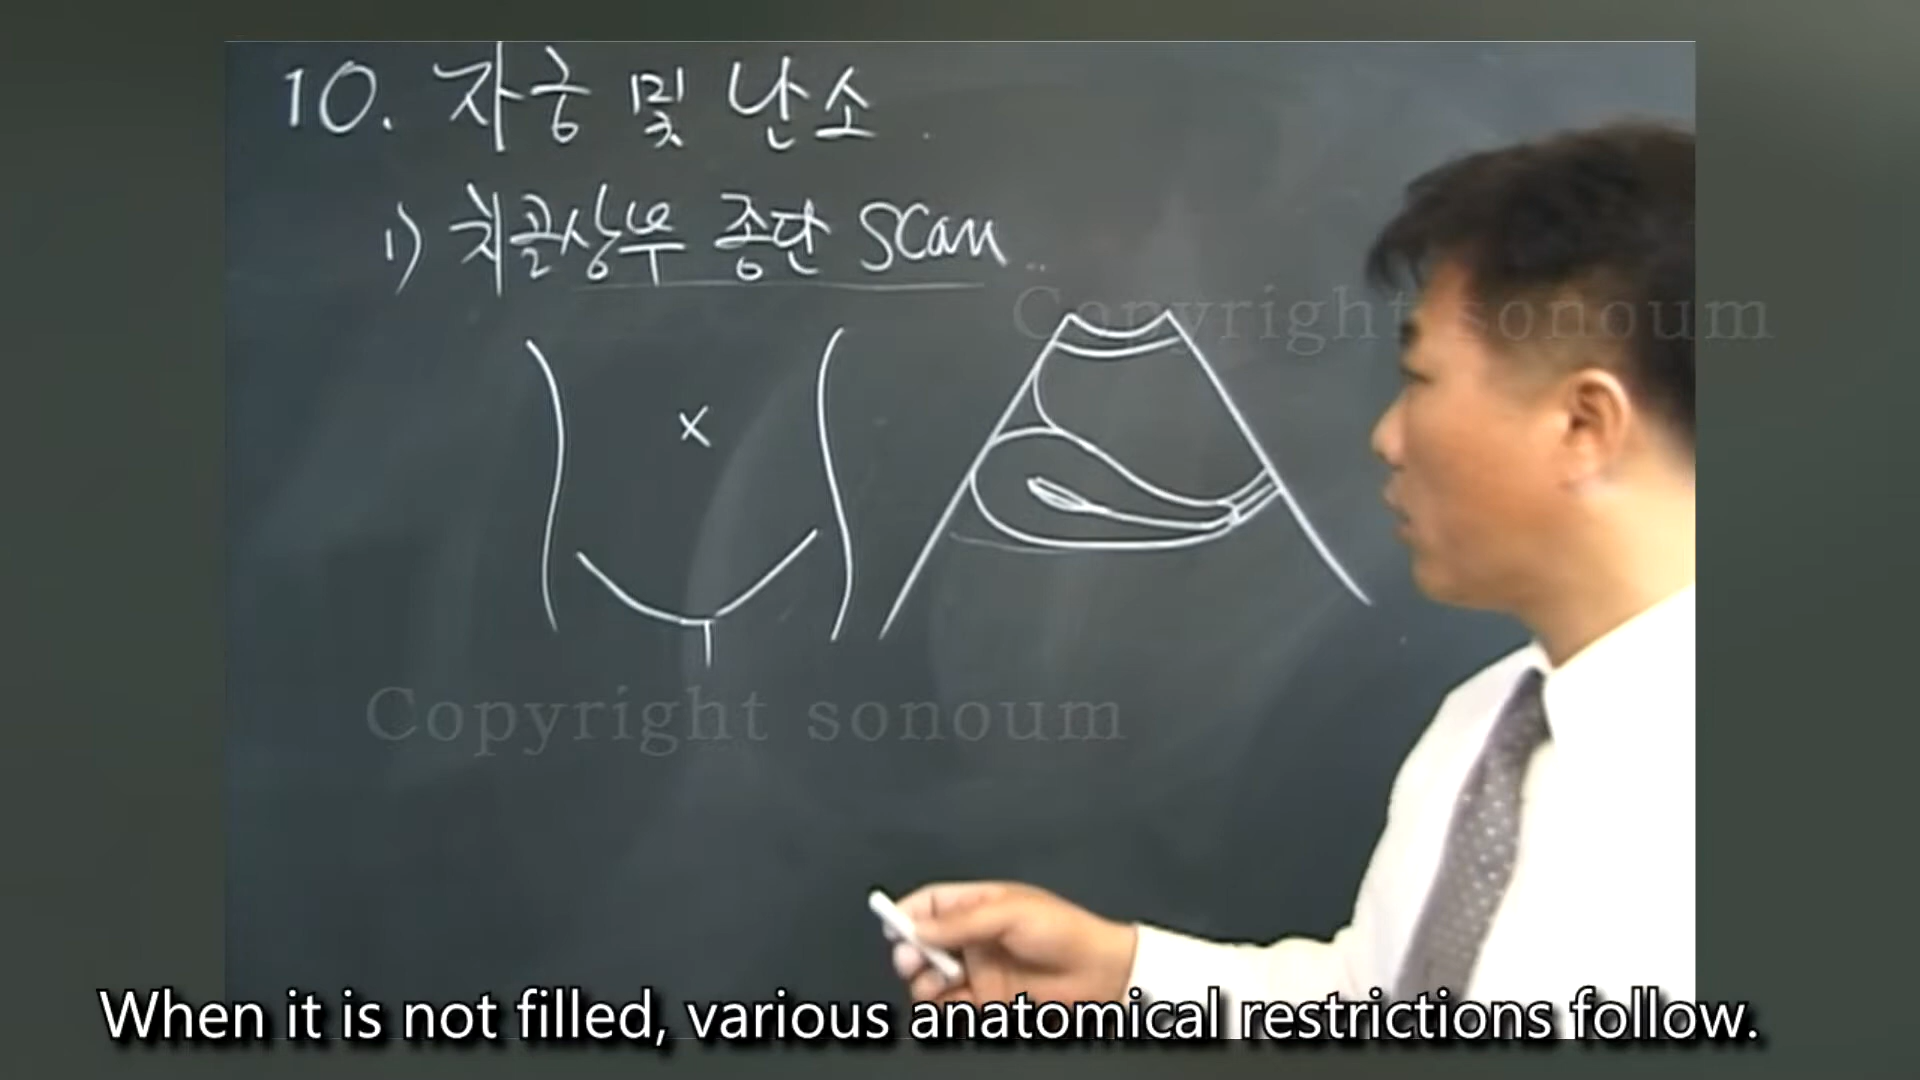 10. 자궁 및 난소.
1) 치골상부 종단 Scan
Copyright sonoum
Copyright sonoum
When it is not filled, various anatomical restrictions follow.